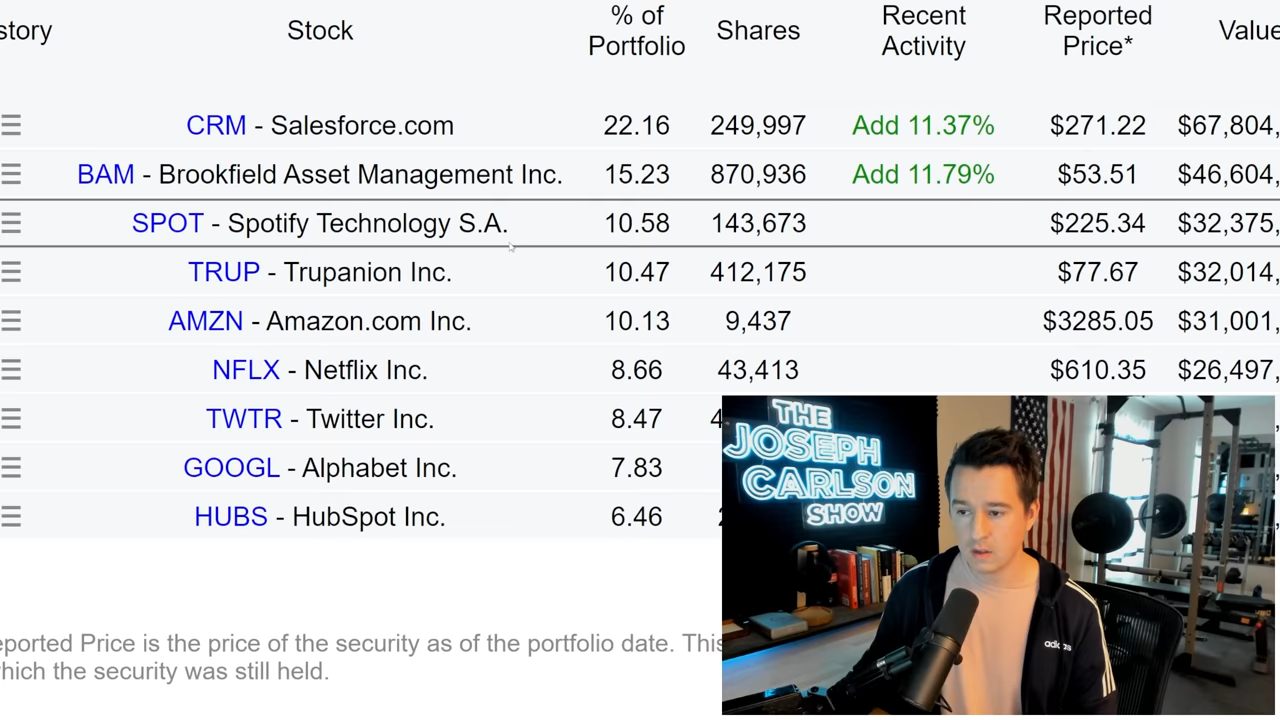 story Stock % of Portfolio Shares Recent Activity Reported Price* Value
CRM - Salesforce.com 22.16 249,997 Add 11.37% $271.22 $67,804,
BAM - Brookfield Asset Management Inc. 15.23 870,936 Add 11.79% $53.51 $46,604,
SPOT - Spotify Technology S.A. 10.58 143,673 $225.34 $32,375,
TRUP - Trupanion Inc. 10.47 412,175 $77.67 $32,014,
AMZN - Amazon.com Inc. 10.13 9,437 $3285.05 $31,001,
NFLX - Netflix Inc. 8.66 43,413 $610.35 $26,497,
TWTR - Twitter Inc. 8.47 4
GOOGL - Alphabet Inc. 7.83
HUBS - HubSpot Inc. 6.46
THE
JOSEPH
CARLSON
SHOW
adidas
eported Price is the price of the security as of the portfolio date. This
which the security was still held.